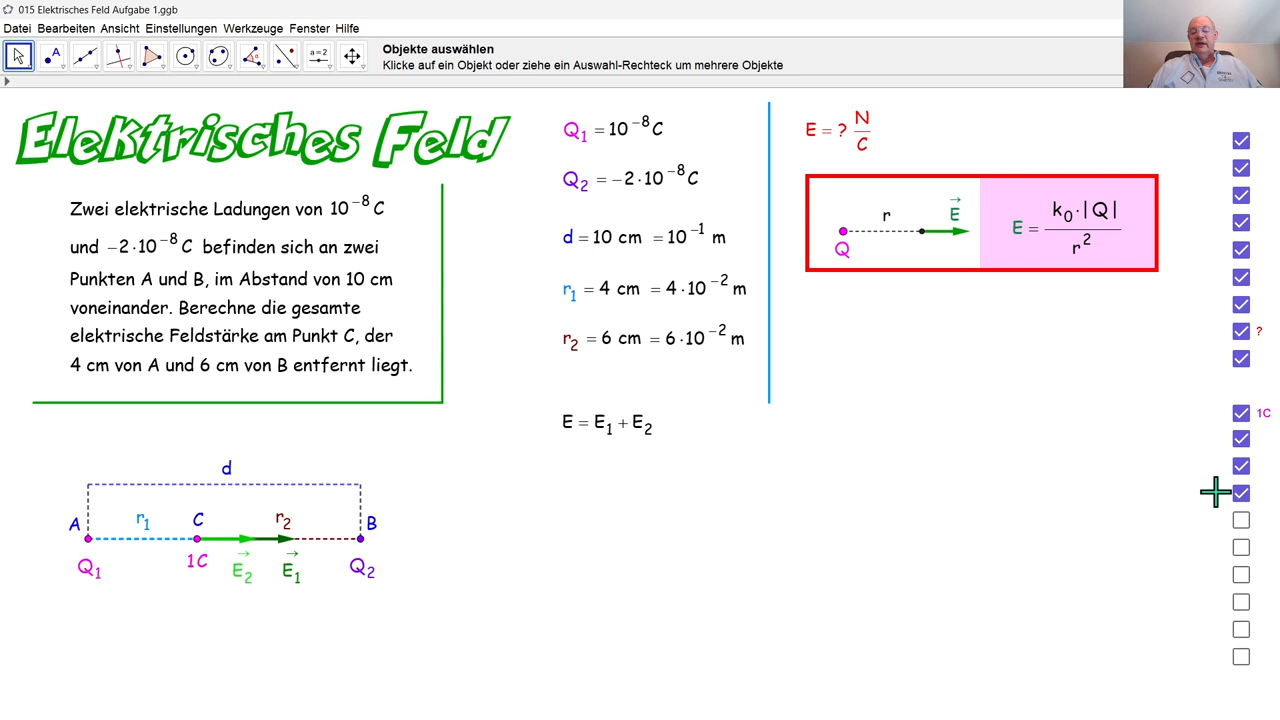 015 Elektrisches Feld Aufgabe 1.ggb
Datei Bearbeiten Ansicht Einstellungen Werkzeuge Fenster Hilfe
A
a=2
Objekte auswählen
Klicke auf ein Objekt oder ziehe ein Auswahl-Rechteck um mehrere Objekte
Elektrisches Feld
Zwei elektrische Ladungen von 10⁻⁸ C
und −2·10⁻⁸ C befinden sich an zwei
Punkten A und B, im Abstand von 10 cm
voneinander. Berechne die gesamte
elektrische Feldstärke am Punkt C, der
4 cm von A und 6 cm von B entfernt liegt.
Q₁ = 10⁻⁸ C
Q₂ = −2·10⁻⁸ C
d = 10 cm = 10⁻¹ m
r₁ = 4 cm = 4·10⁻² m
r₂ = 6 cm = 6·10⁻² m
E = E₁ + E₂
E = ? N/C
r E→
Q
E = k₀·|Q| / r²
?
1C
d
A r₁ C r₂ B
Q₁ 1C E₂→ E₁→ Q₂